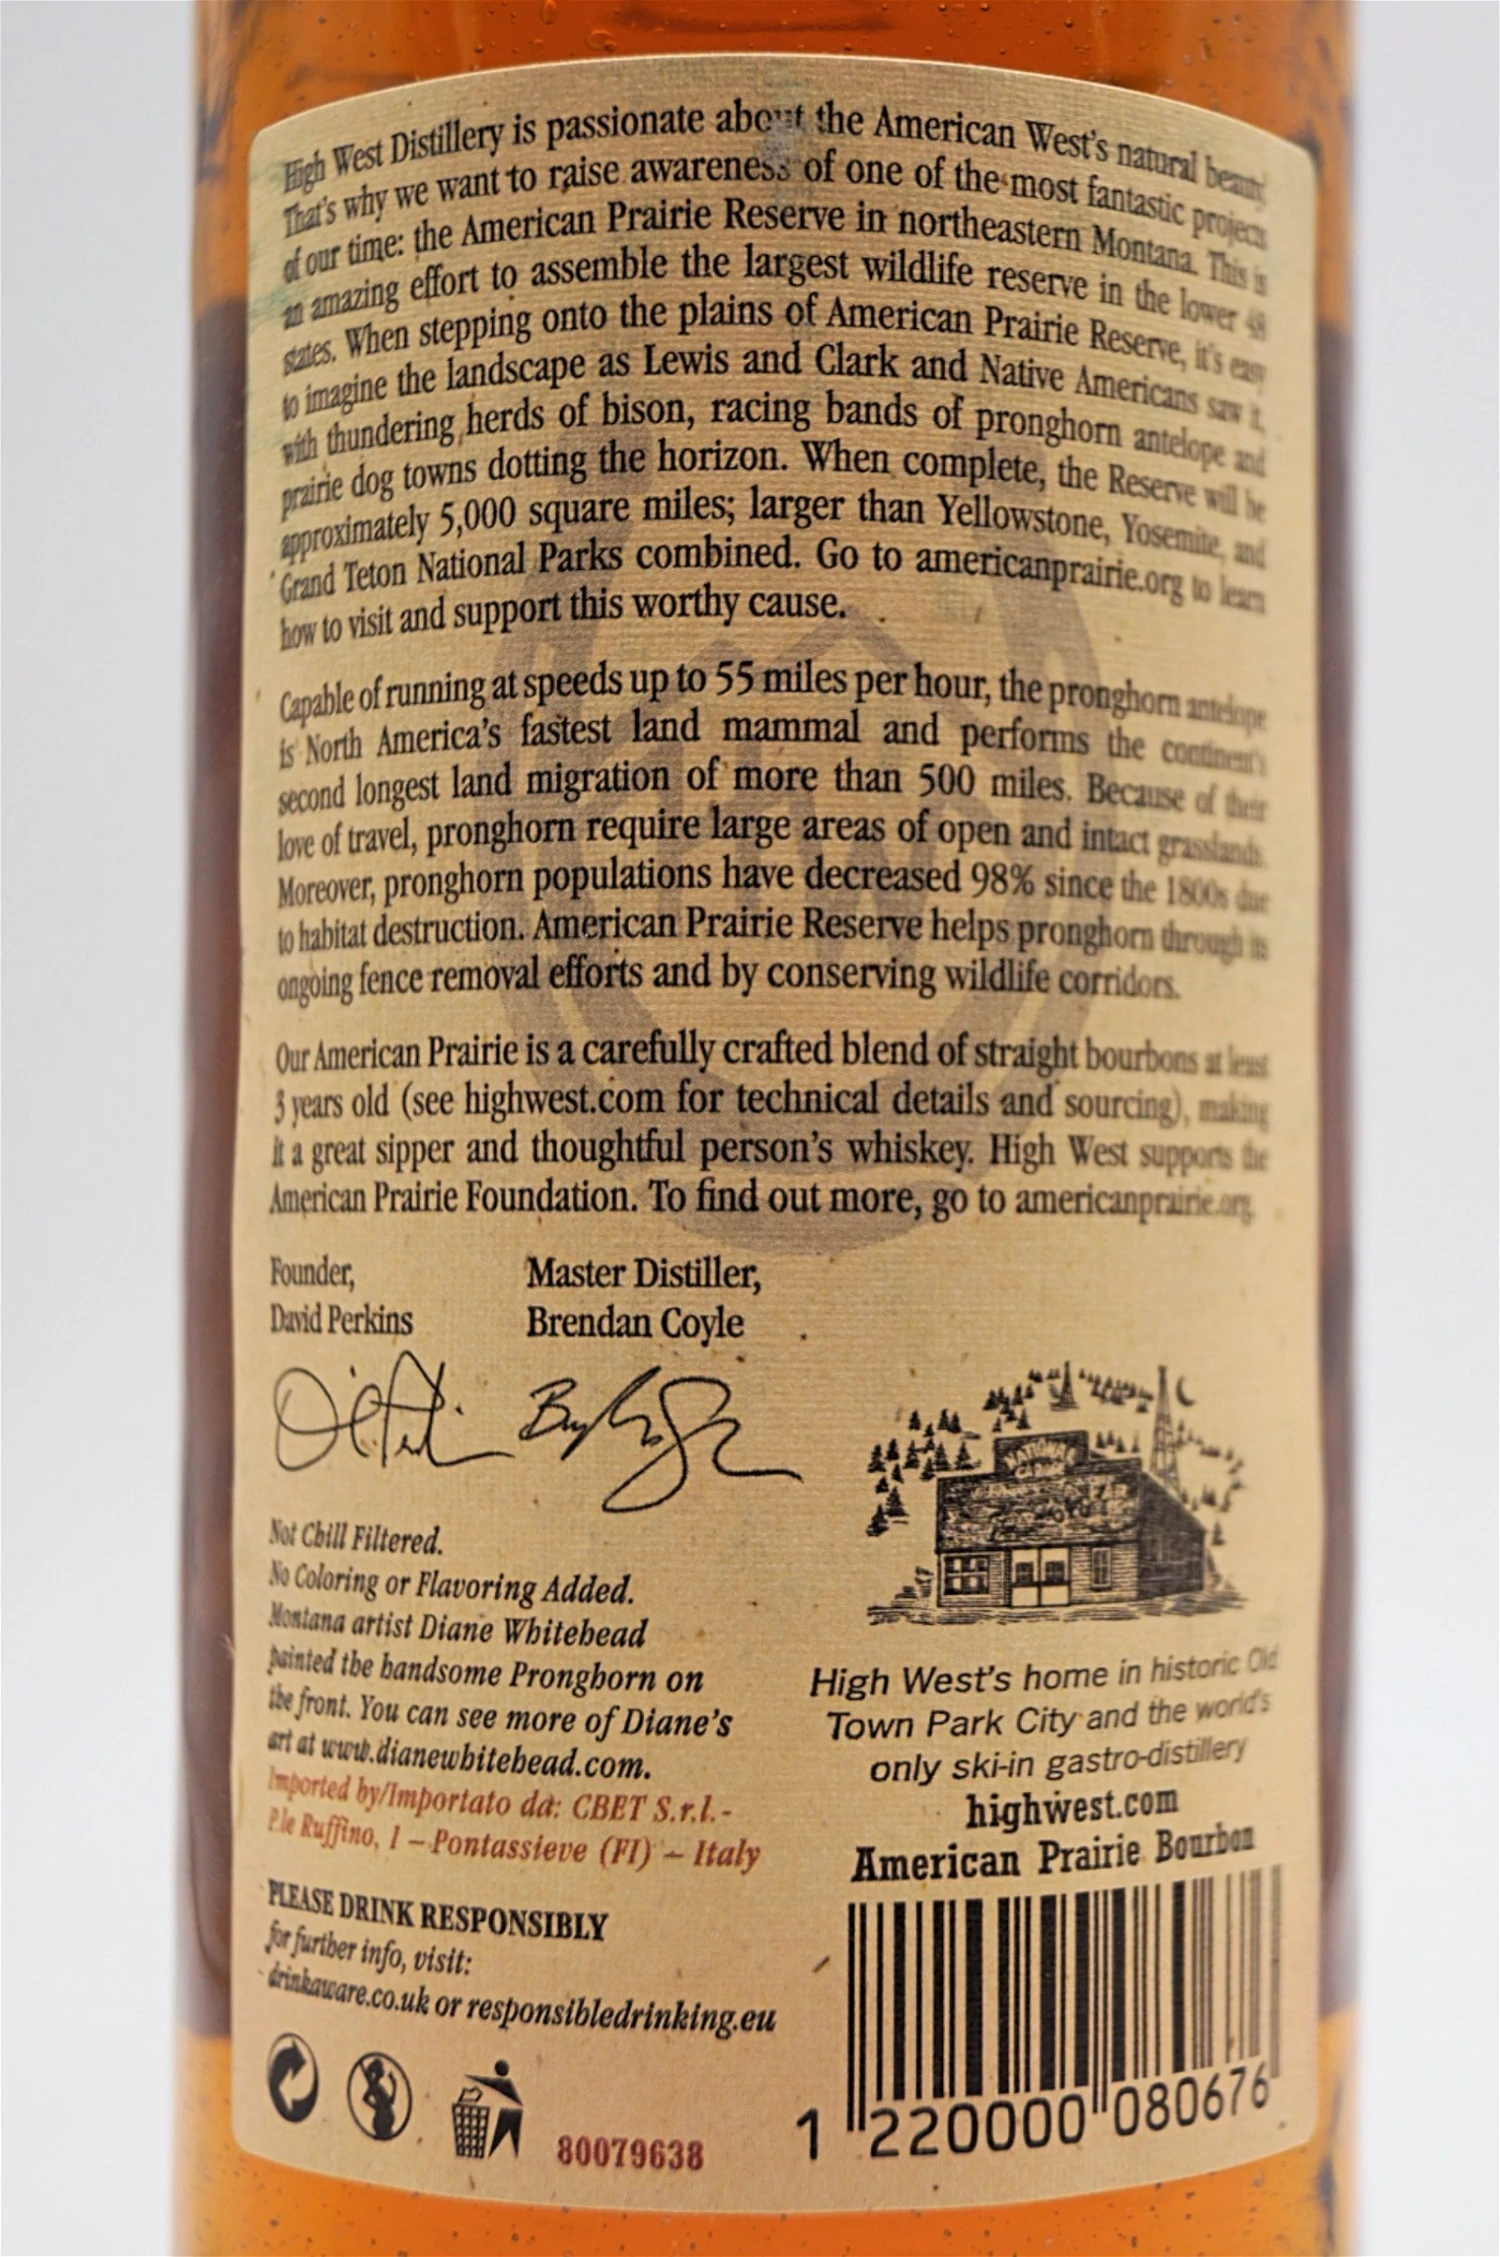 High West Distillery is passionate about the American West's natural beauty.
That's why we want to raise awareness of one of the most fantastic projects
of our time: the American Prairie Reserve in northeastern Montana. This is
an amazing effort to assemble the largest wildlife reserve in the lower 48
states. When stepping onto the plains of American Prairie Reserve, it's easy
to imagine the landscape as Lewis and Clark and Native Americans saw it,
with thundering herds of bison, racing bands of pronghorn antelope and
prairie dog towns dotting the horizon. When complete, the Reserve will be
approximately 5,000 square miles; larger than Yellowstone, Yosemite, and
Grand Teton National Parks combined. Go to americanprairie.org to learn
how to visit and support this worthy cause.
Capable of running at speeds up to 55 miles per hour, the pronghorn antelope
is North America's fastest land mammal and performs the continent's
second longest land migration of more than 500 miles. Because of their
love of travel, pronghorn require large areas of open and intact grasslands.
Moreover, pronghorn populations have decreased 98% since the 1800s due
to habitat destruction. American Prairie Reserve helps pronghorn through its
ongoing fence removal efforts and by conserving wildlife corridors.
Our American Prairie is a carefully crafted blend of straight bourbons at least
3 years old (see highwest.com for technical details and sourcing), making
it a great sipper and thoughtful person's whiskey. High West supports the
American Prairie Foundation. To find out more, go to americanprairie.org.
Founder,
David Perkins
Master Distiller,
Brendan Coyle
Not Chill Filtered.
No Coloring or Flavoring Added.
Montana artist Diane Whitehead
painted the handsome Pronghorn on
the front. You can see more of Diane's
art at www.dianewhitehead.com.
Imported by/Importato da: CBET S.r.l.-
P.le Ruffino, 1 – Pontassieve (FI) – Italy
PLEASE DRINK RESPONSIBLY
for further info, visit:
drinkaware.co.uk or responsibledrinking.eu
80079638
High West's home in historic Old
Town Park City and the world's
only ski-in gastro-distillery
highwest.com
American Prairie Bourbon
1 220000 080676